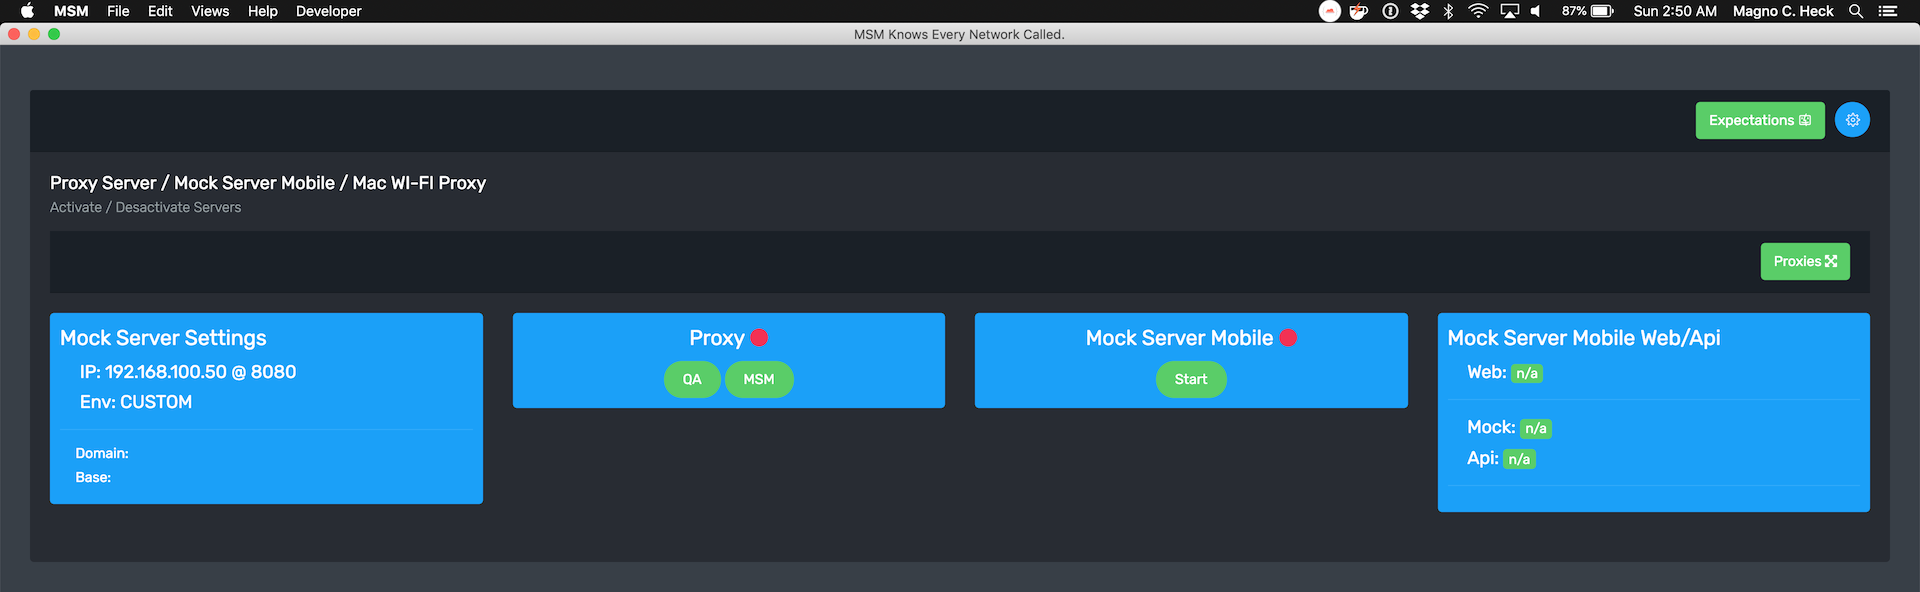 MSM File Edit Views Help Developer 87% Sun 2:50 AM Magno C. Heck
MSM Knows Every Network Called.
Expectations
Proxy Server / Mock Server Mobile / Mac WI-FI Proxy
Activate / Desactivate Servers
Proxies
Mock Server Settings
IP: 192.168.100.50 @ 8080
Env: CUSTOM
Domain:
Base:
Proxy
QA MSM
Mock Server Mobile
Start
Mock Server Mobile Web/Api
Web: n/a
Mock: n/a
Api: n/a